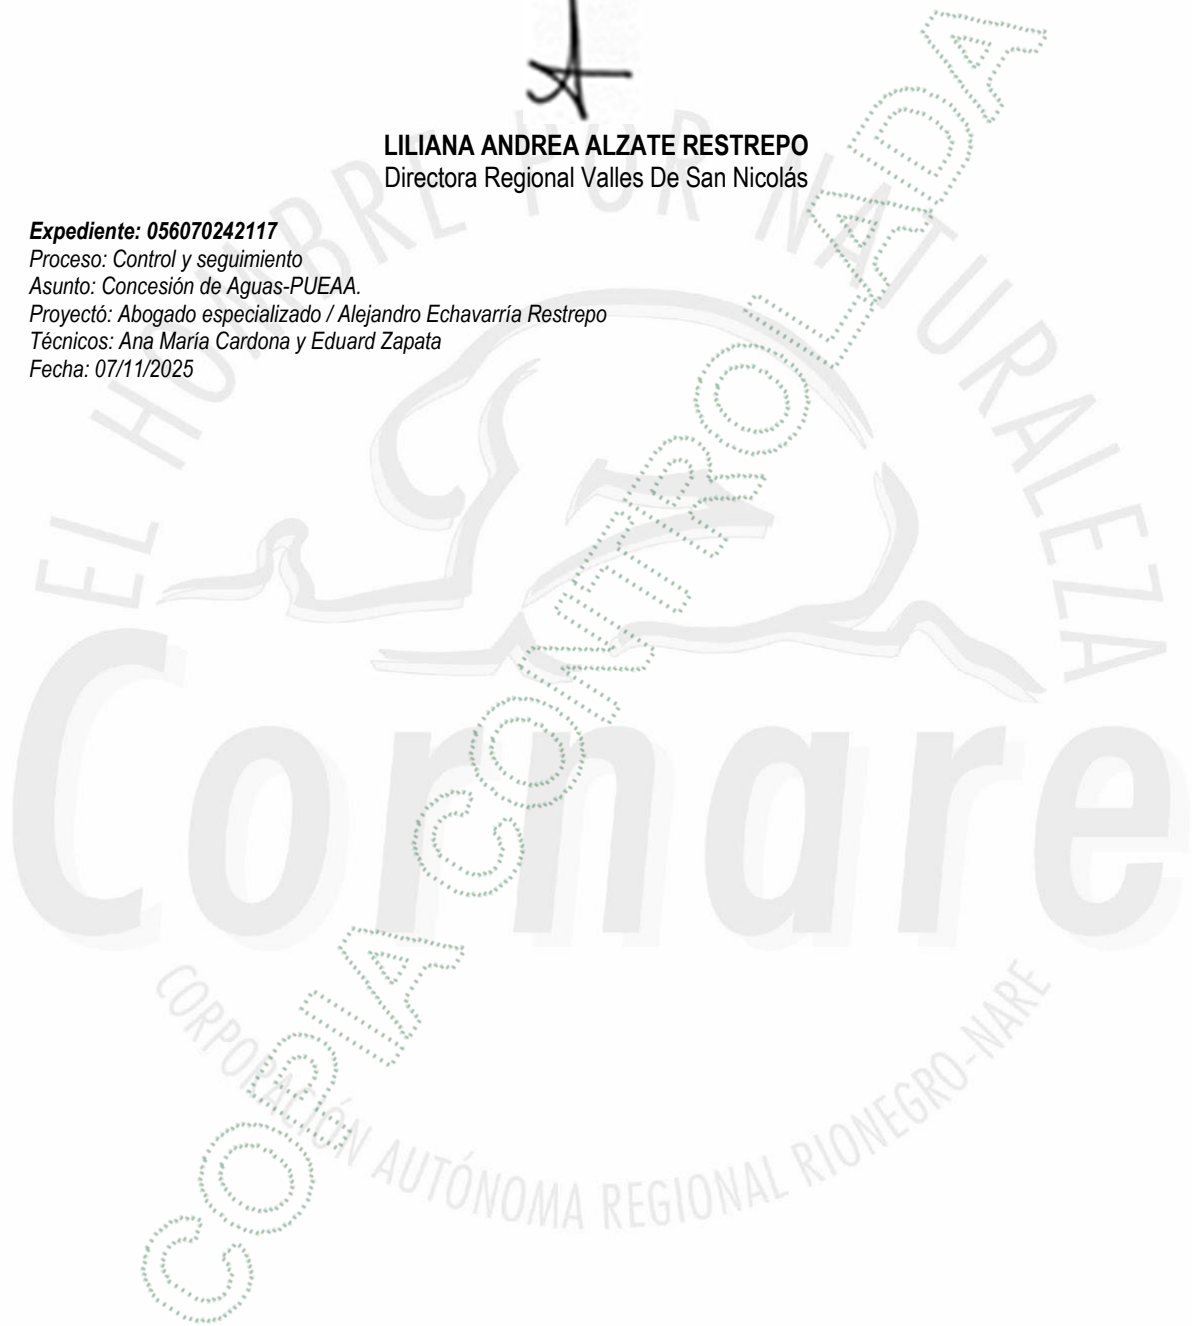 LILIANA ANDREA ALZATE RESTREPO
Directora Regional Valles De San Nicolás
Expediente: 056070242117
Proceso: Control y seguimiento
Asunto: Concesión de Aguas-PUEAA.
Proyectó: Abogado especializado / Alejandro Echavarría Restrepo
Técnicos: Ana María Cardona y Eduard Zapata
Fecha: 07/11/2025
EL HOMBRE POR NATURALEZA
Cornare
CORPORACIÓN AUTÓNOMA REGIONAL RIONEGRO-NARE
COPIA CONTROLADA